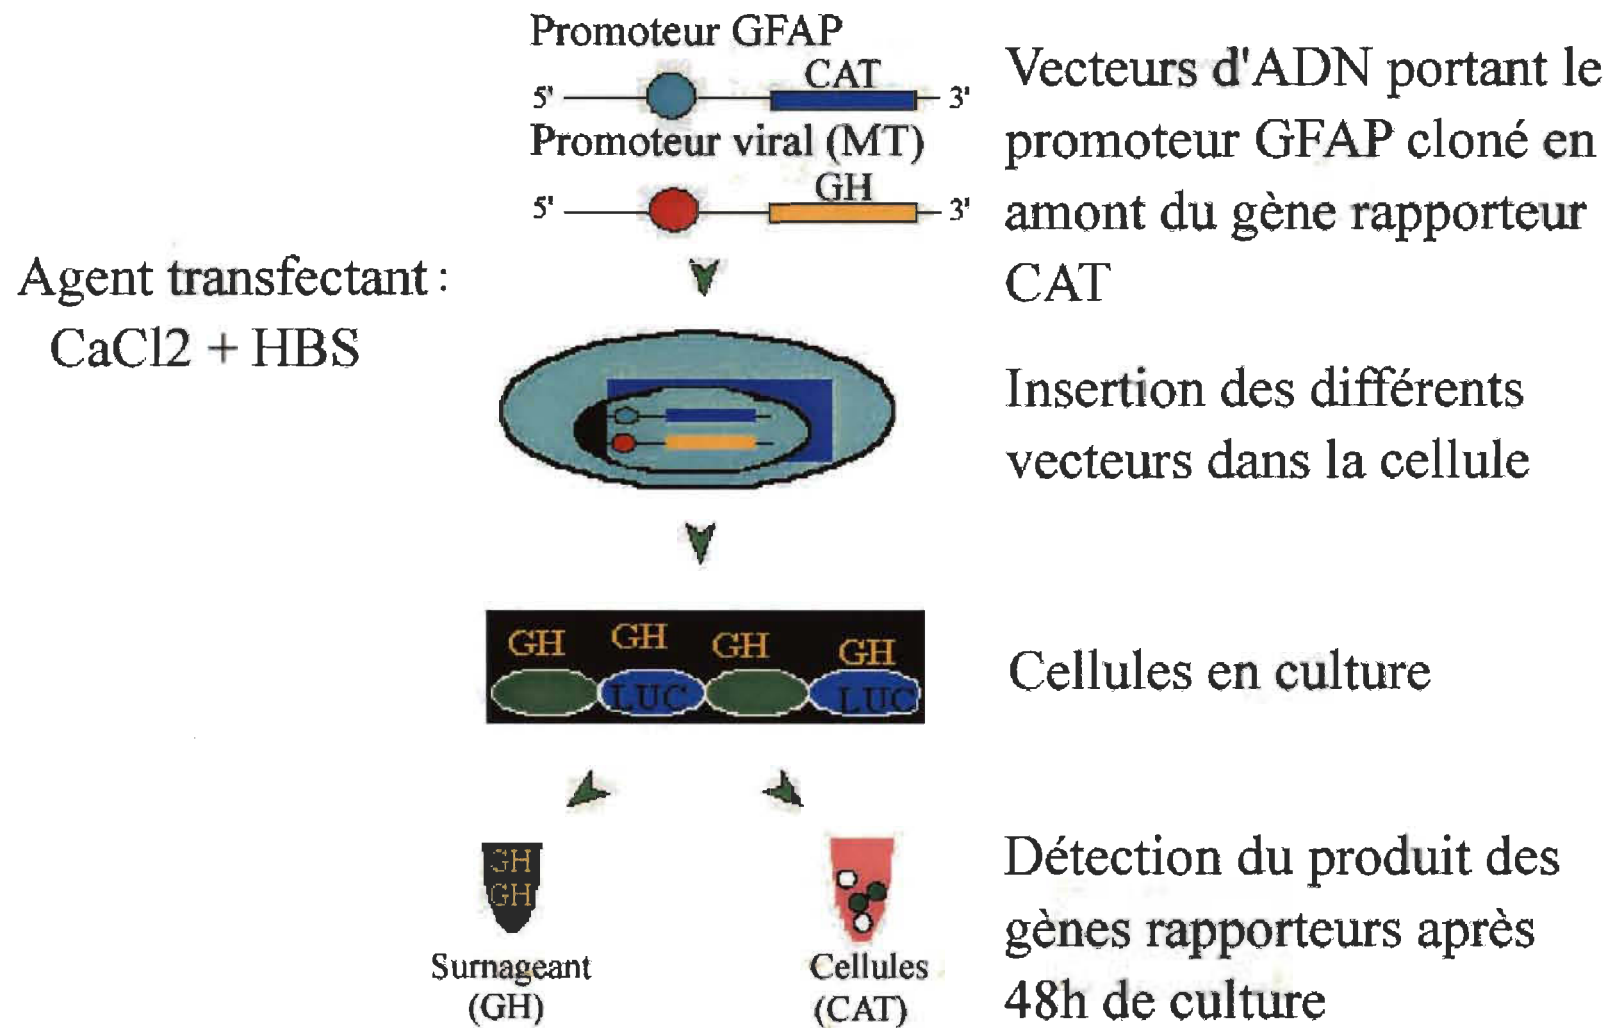 Promoteur GFAP
CAT
5' 3'
Promoteur viral (MT)
GH
5' 3'
Vecteurs d'ADN portant le
promoteur GFAP cloné en
amont du gène rapporteur
CAT
Agent transfectant :
CaCl2 + HBS
Insertion des différents
vecteurs dans la cellule
GH GH GH GH
LUC LUC
Cellules en culture
GH
GH
Surnageant
(GH)
Cellules
(CAT)
Détection du produit des
gènes rapporteurs après
48h de culture